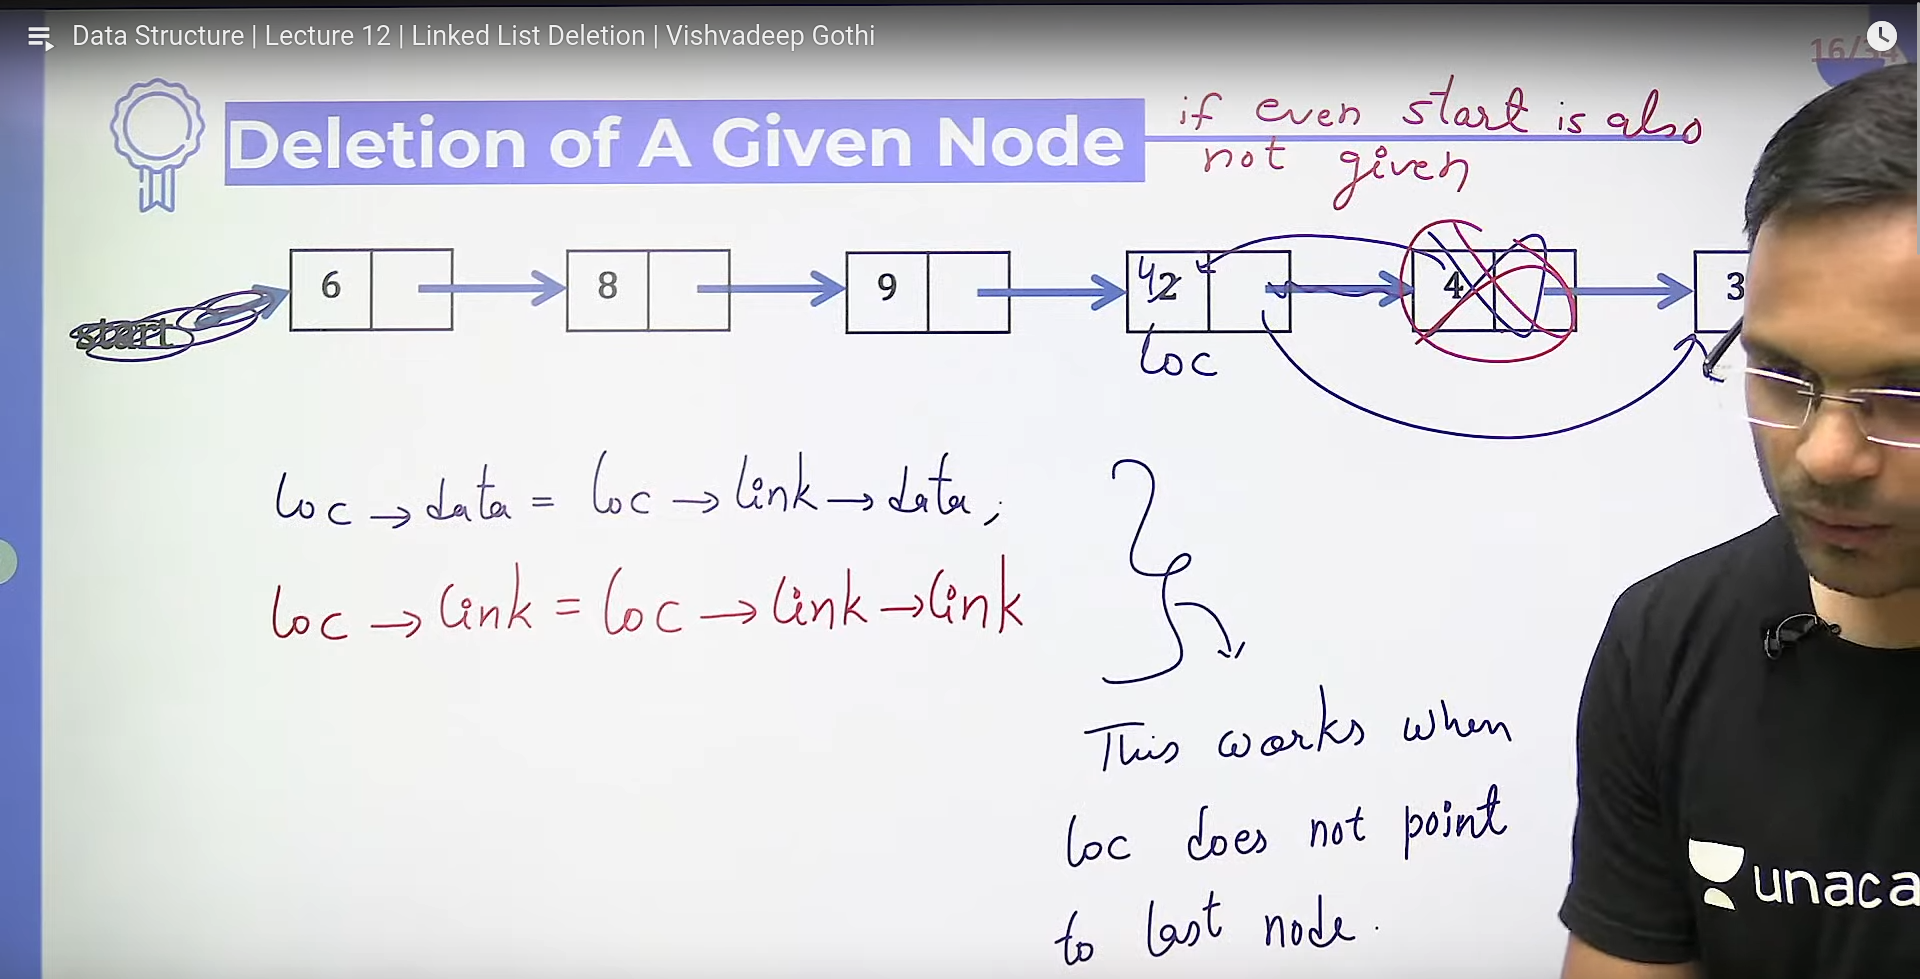 Data Structure | Lecture 12 | Linked List Deletion | Vishvadeep Gothi
Deletion of A Given Node
if even start is also
not given
start
6 8 9 4 2 4 3
loc
loc → data = loc → link → data;
loc → link = loc → link → link
This works when
loc does not point
to last node.
unaca